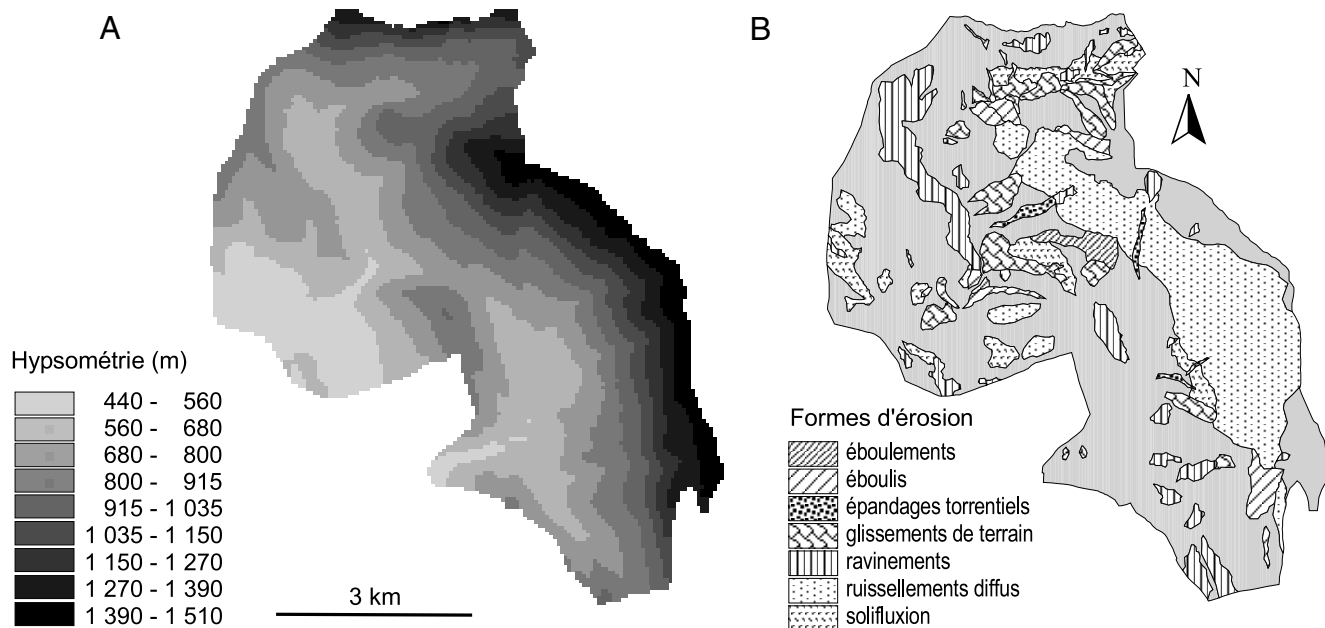 A
B
N
Hypsométrie (m)
440 - 560
560 - 680
680 - 800
800 - 915
915 - 1 035
1 035 - 1 150
1 150 - 1 270
1 270 - 1 390
1 390 - 1 510
3 km
Formes d'érosion
éboulements
éboulis
épandages torrentiels
glissements de terrain
ravinements
ruissellements diffus
solifluxion